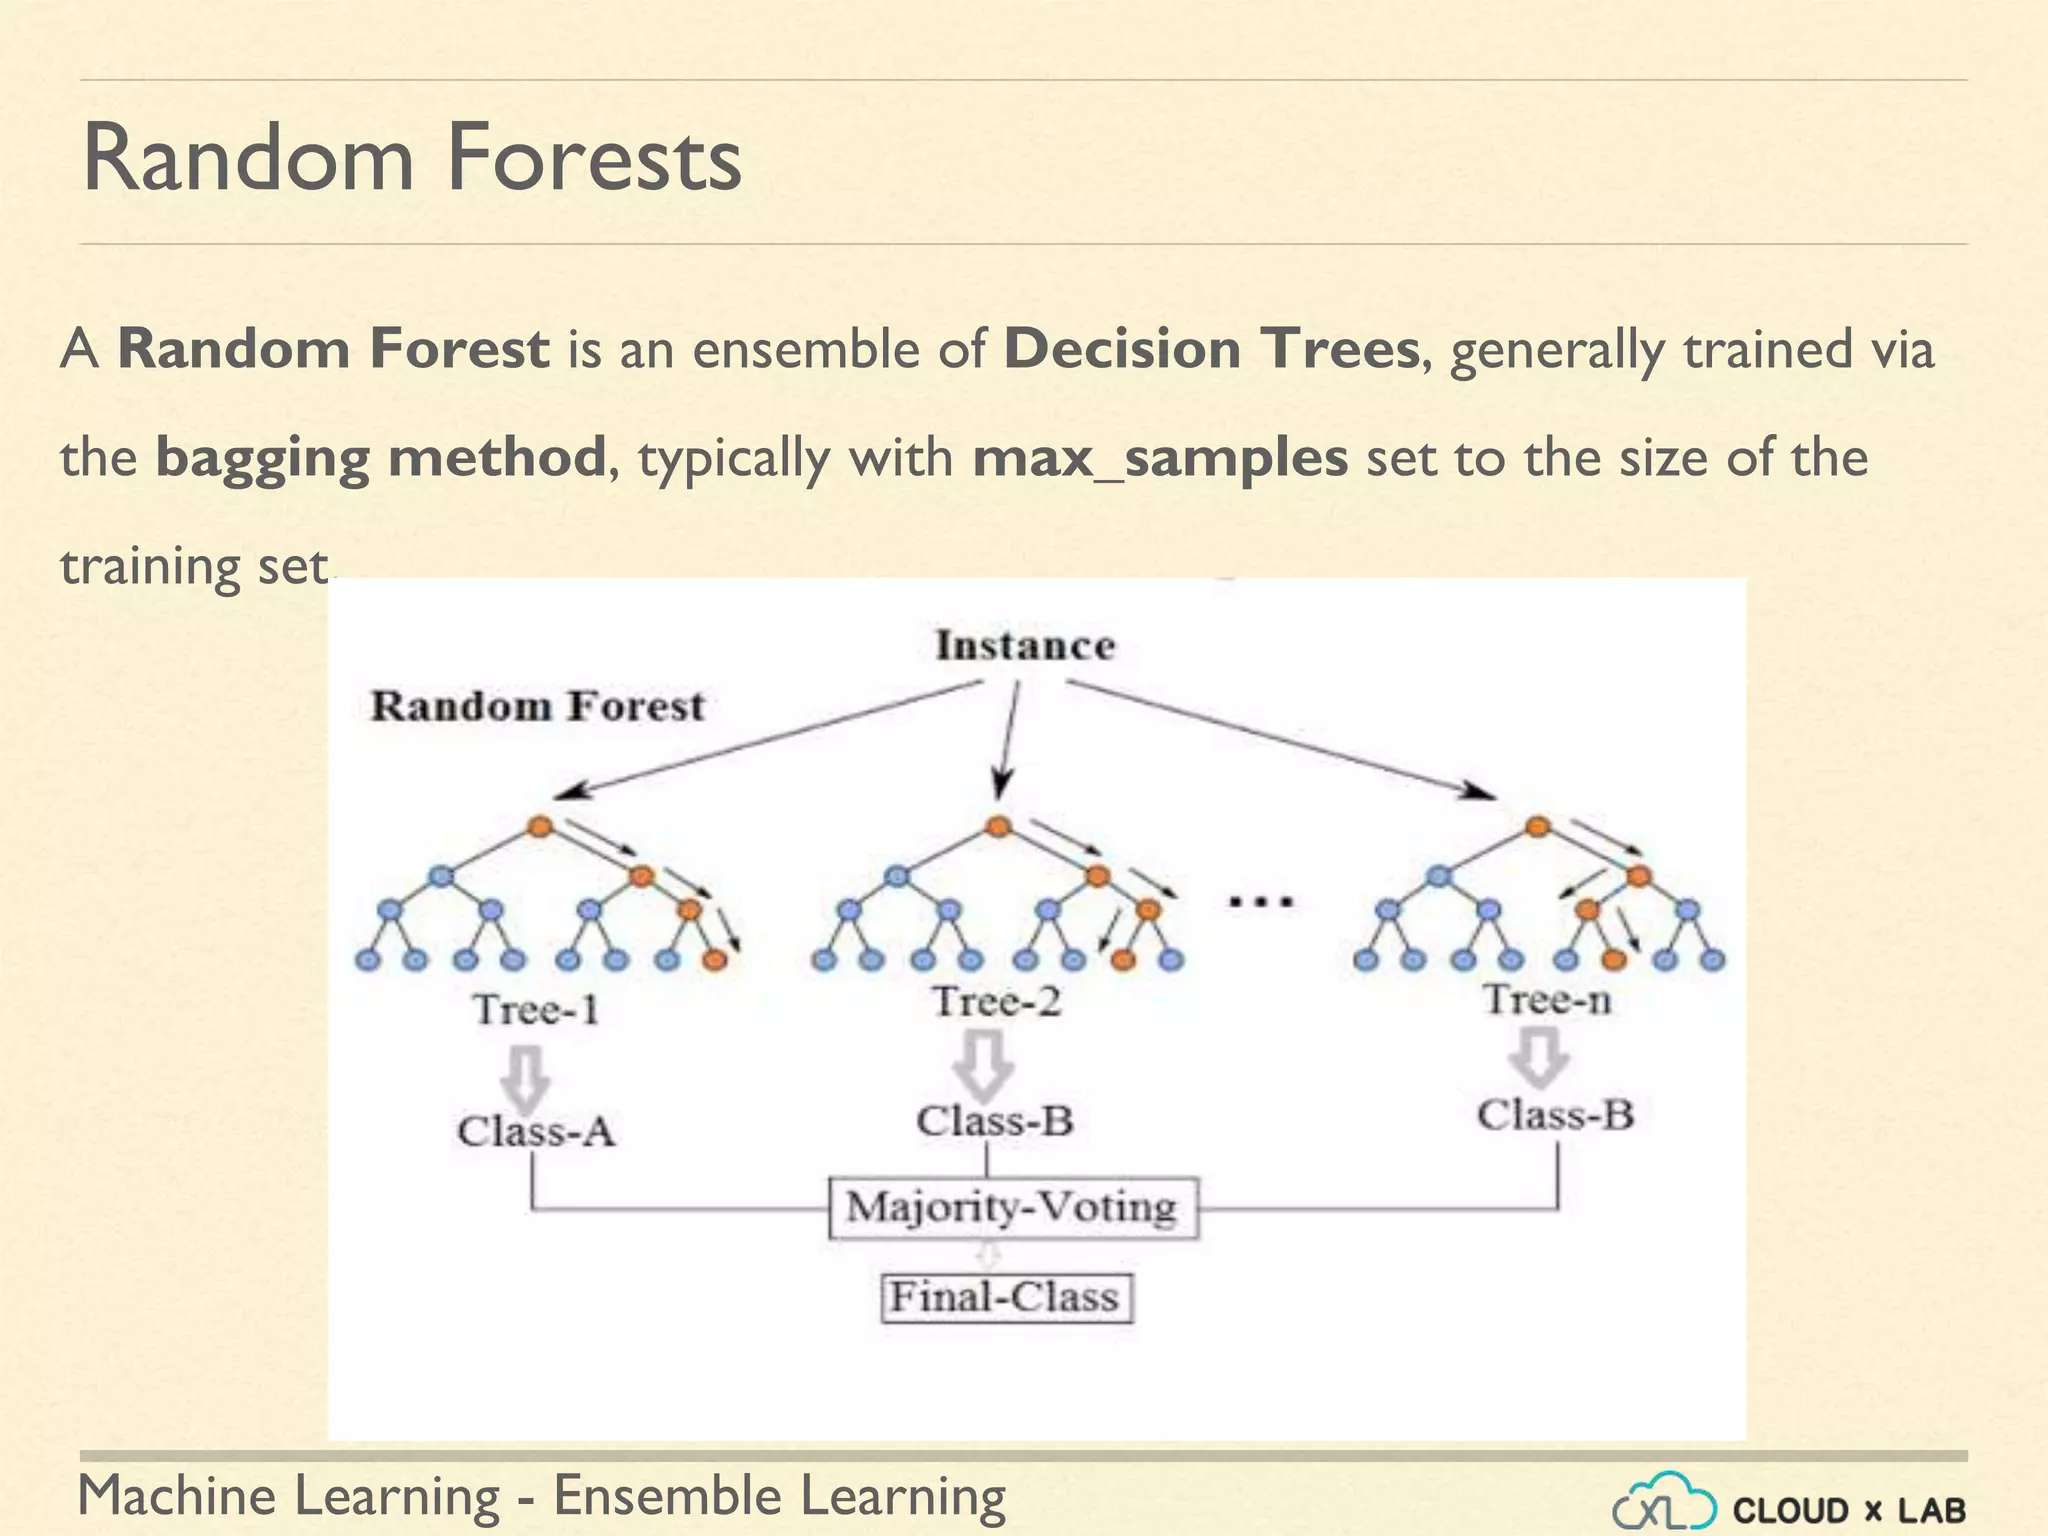 Random Forests
A Random Forest is an ensemble of Decision Trees, generally trained via
the bagging method, typically with max_samples set to the size of the
training set.
Instance
Random Forest
...
Tree-1 Tree-2 Tree-n
Class-A Class-B Class-B
Majority-Voting
Final-Class
Machine Learning - Ensemble Learning
XL CLOUD x LAB